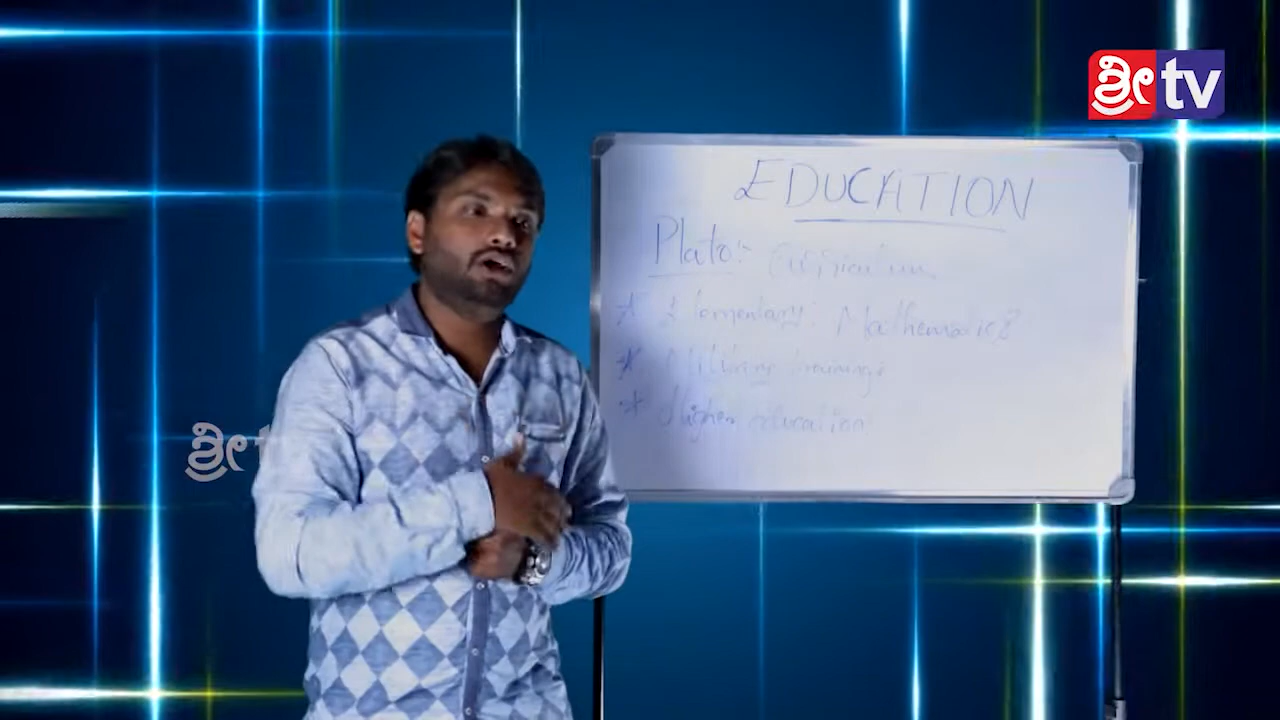 ಶ್ರೀ tv
EDUCATION
Plato:- Curriculum
* Elementary: Mathematics
* Military training:
* Higher education
ಶ್ರೀ